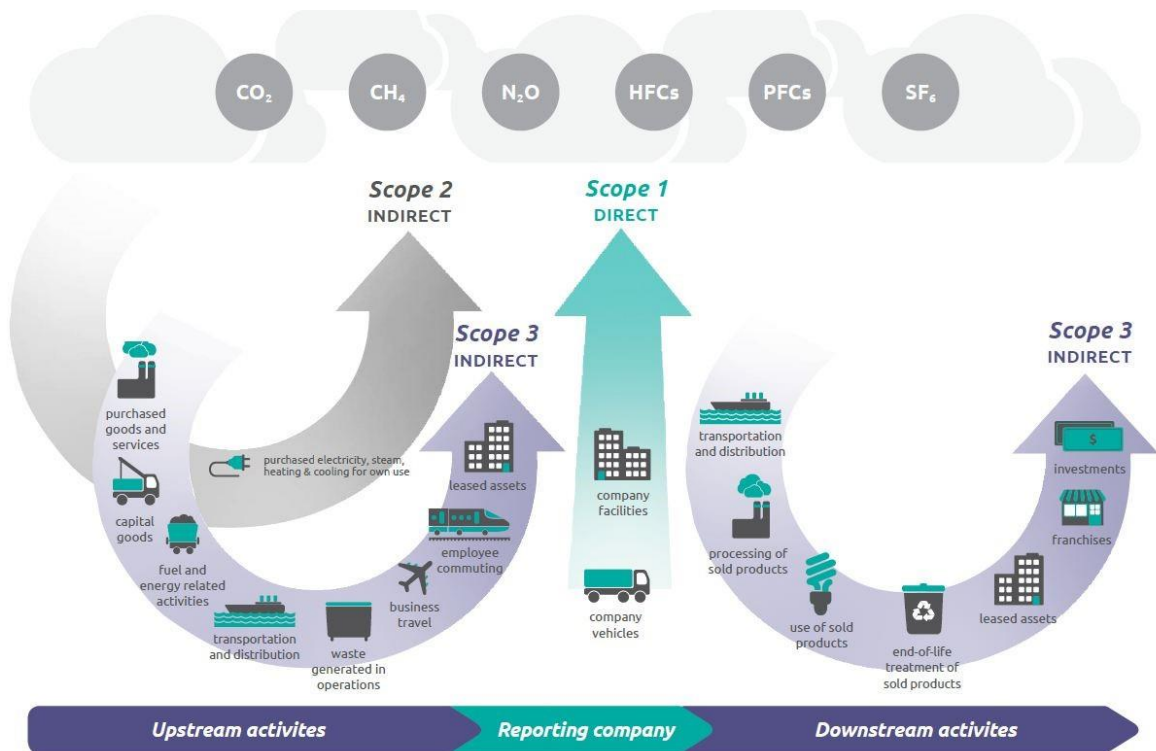 CO₂
CH₄
N₂O
HFCs
PFCs
SF₆
Scope 2
INDIRECT
Scope 1
DIRECT
Scope 3
INDIRECT
Scope 3
INDIRECT
purchased
goods and
services
capital
goods
fuel and
energy related
activities
transportation
and distribution
waste
generated in
operations
business
travel
employee
commuting
leased assets
purchased electricity, steam,
heating & cooling for own use
company
facilities
company
vehicles
transportation
and distribution
processing of
sold products
use of sold
products
end-of-life
treatment of
sold products
leased assets
franchises
$
investments
Upstream activites
Reporting company
Downstream activites